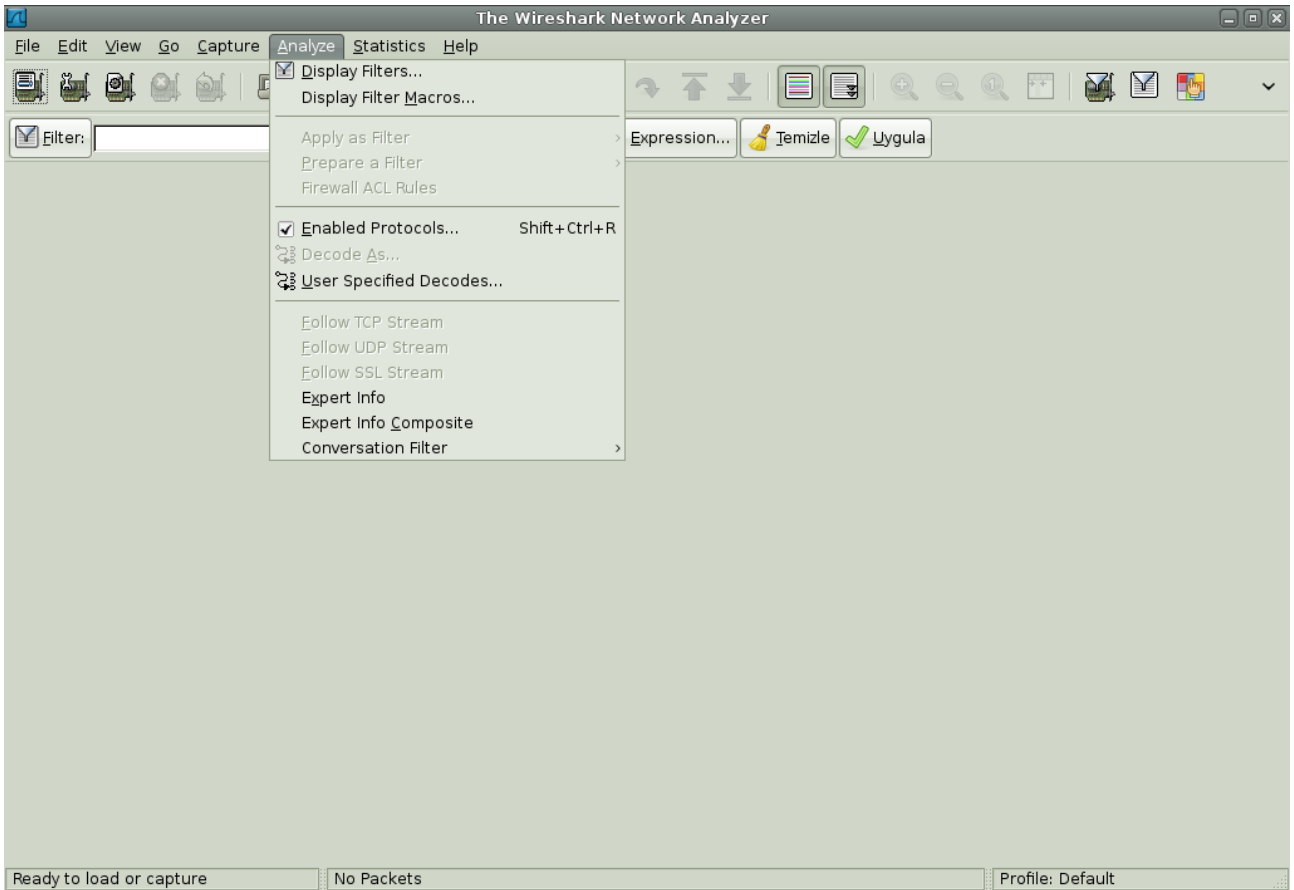 The Wireshark Network Analyzer
File Edit View Go Capture Analyze Statistics Help
Display Filters...
Display Filter Macros...
Filter:
Expression... Temizle Uygula
Apply as Filter
Prepare a Filter
Firewall ACL Rules
Enabled Protocols... Shift+Ctrl+R
Decode As...
User Specified Decodes...
Follow TCP Stream
Follow UDP Stream
Follow SSL Stream
Expert Info
Expert Info Composite
Conversation Filter
Ready to load or capture No Packets Profile: Default